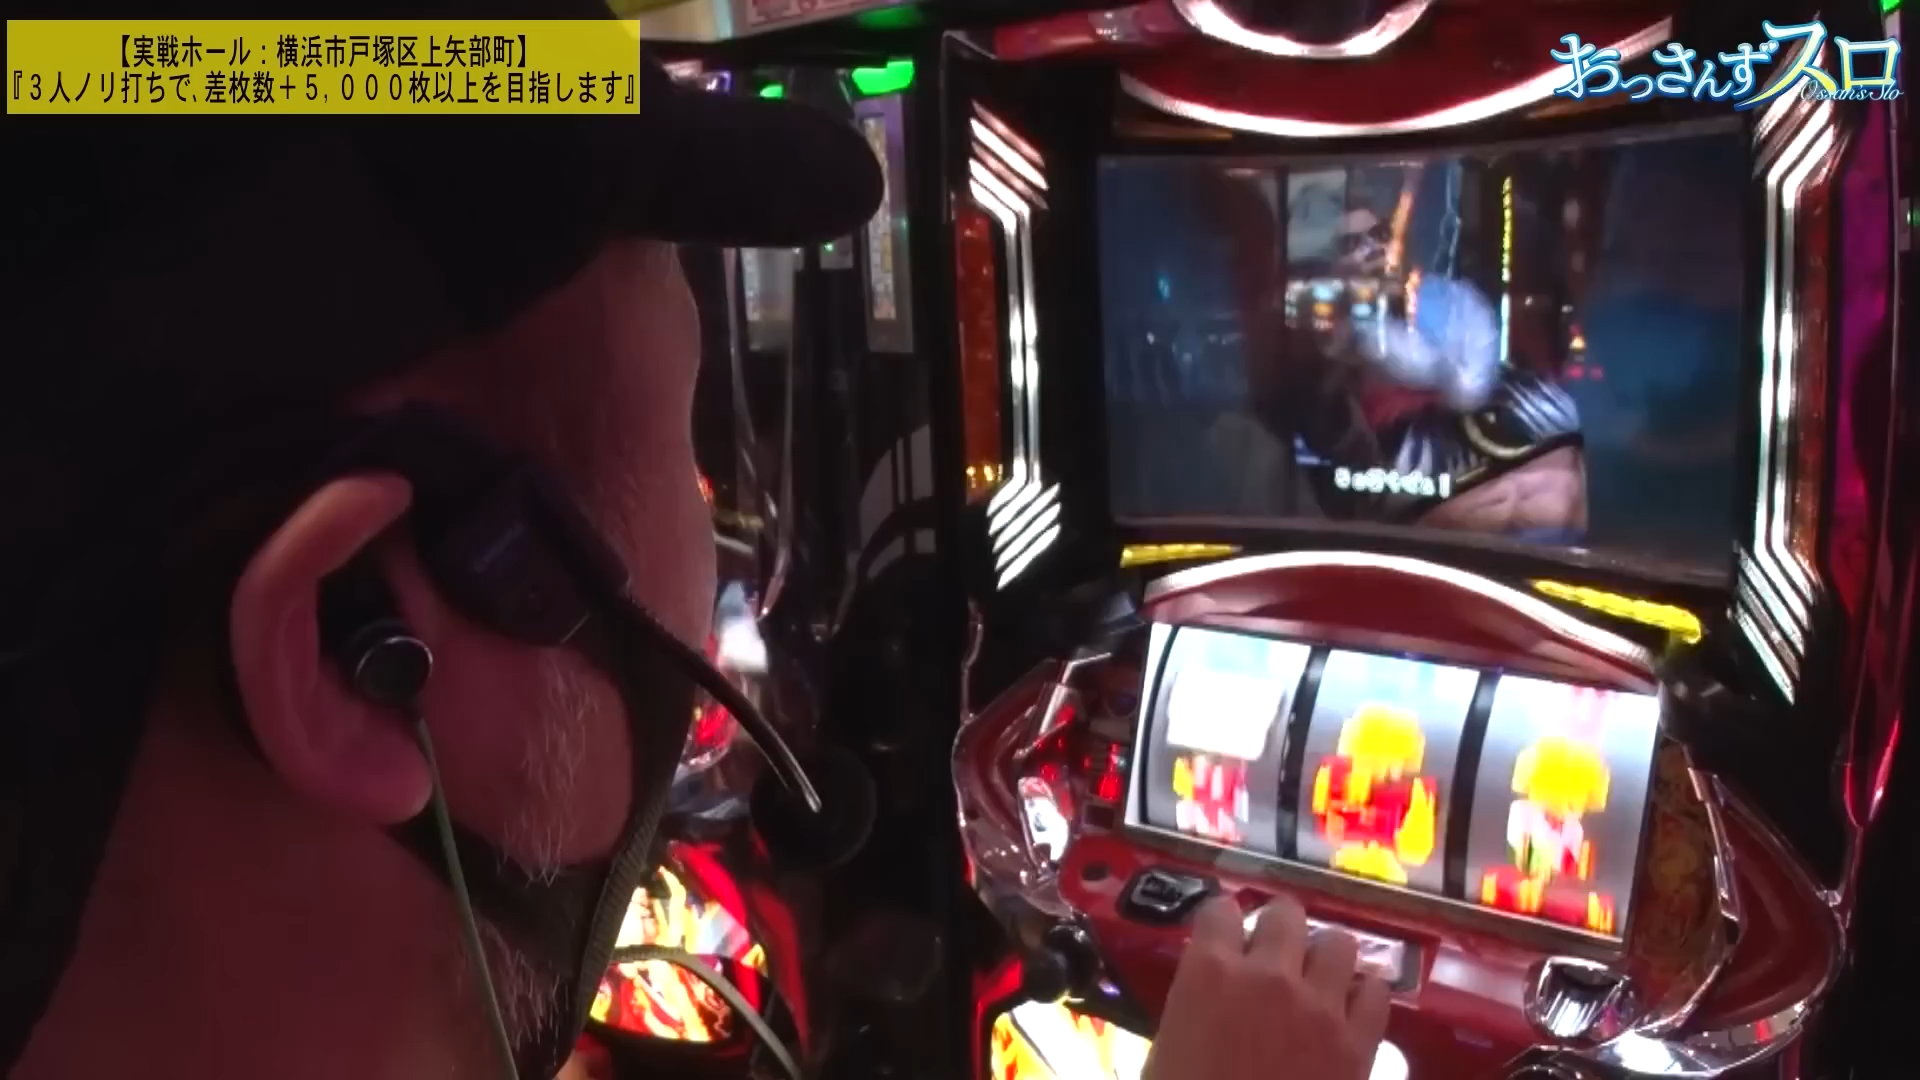 【実戦ホール：横浜市戸塚区上矢部町】
『３人ノリ打ちで、差枚数＋５，０００枚以上を目指します』
おっさんずスロ
Ossan's Slo